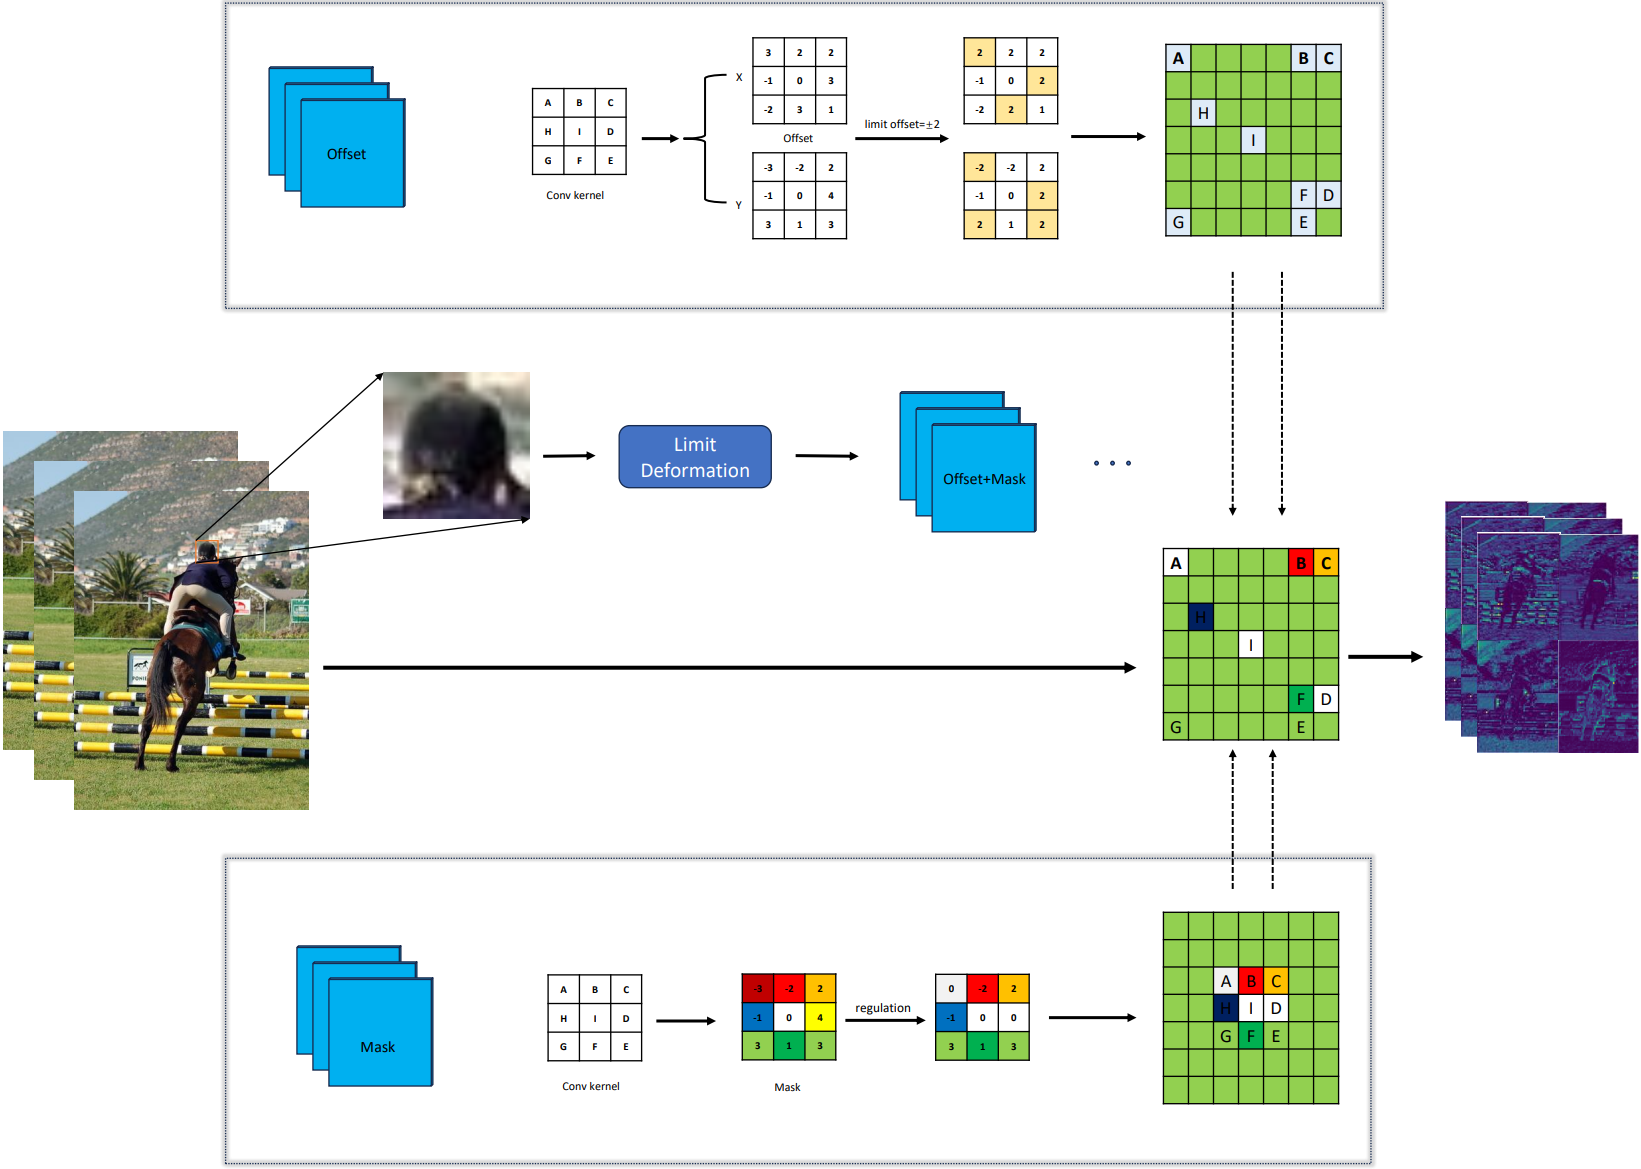 Offset
A B C
H I D
G F E
Conv kernel
X
3 2 2
-1 0 3
-2 3 1
Offset
Y
-3 -2 2
-1 0 4
3 1 3
limit offset=±2
2 2 2
-1 0 2
-2 2 1
-2 -2 2
-1 0 2
2 1 2
A B C
H
I
F D
G E
Limit
Deformation
Offset+Mask
...
A B C
H
I
F D
G E
Mask
A B C
H I D
G F E
Conv kernel
-3 -2 2
-1 0 4
3 1 3
Mask
regulation
0 -2 2
-1 0 0
3 1 3
A B C
H I D
G F E